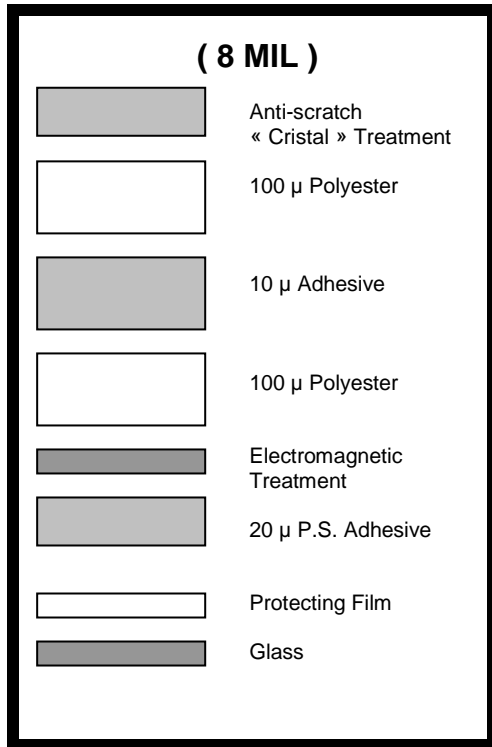 ( 8 MIL )
Anti-scratch
« Cristal » Treatment
100 µ Polyester
10 µ Adhesive
100 µ Polyester
Electromagnetic
Treatment
20 µ P.S. Adhesive
Protecting Film
Glass